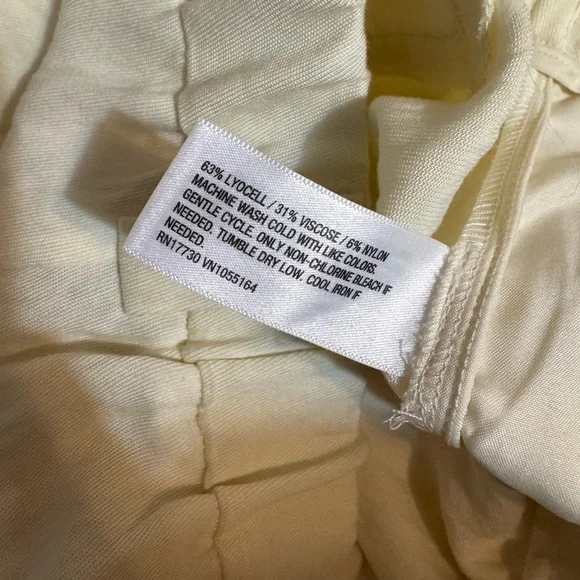 63% LYOCELL / 31% VISCOSE / 6% NYLON
MACHINE WASH COLD WITH LIKE COLORS,
GENTLE CYCLE. ONLY NON-CHLORINE BLEACH IF
NEEDED. TUMBLE DRY LOW. COOL IRON IF
NEEDED.
RN17730 VN1055164